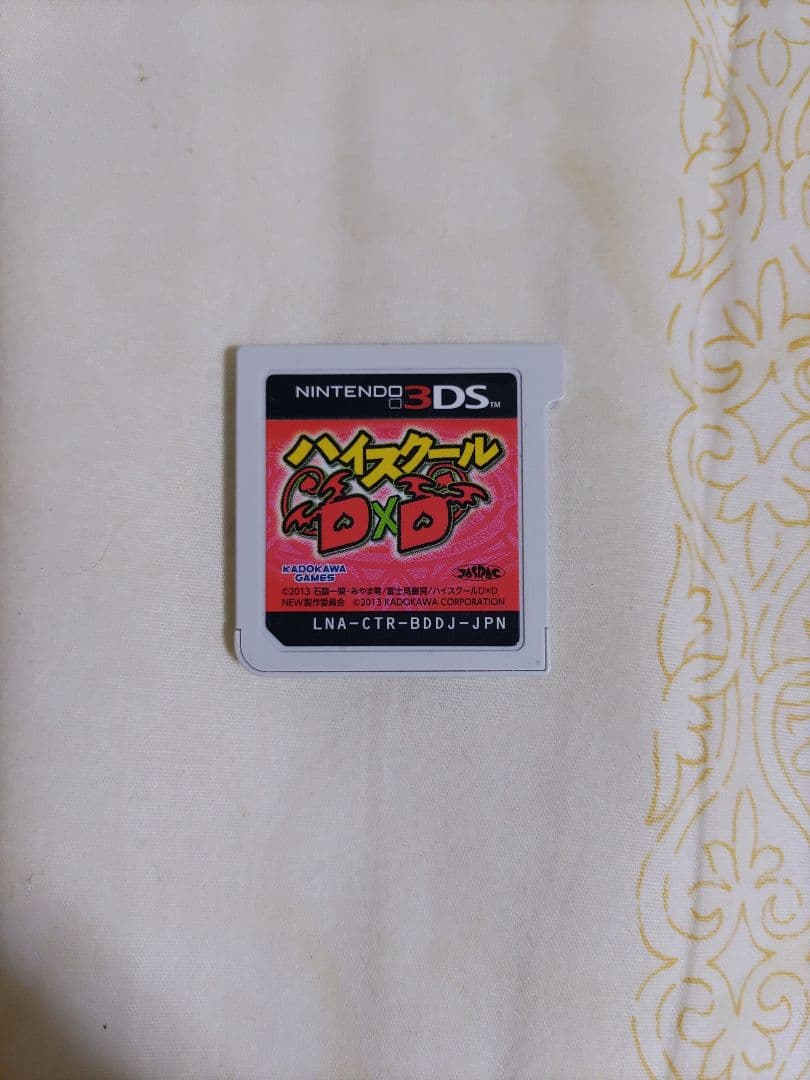 NINTENDO 3DS™
ハイスクール
D×D
KADOKAWA
GAMES
JASRAC
©2013 石踏一榮・みやま零/富士見書房/ハイスクールD×D
NEW製作委員会 ©2013 KADOKAWA CORPORATION
LNA-CTR-BDDJ-JPN